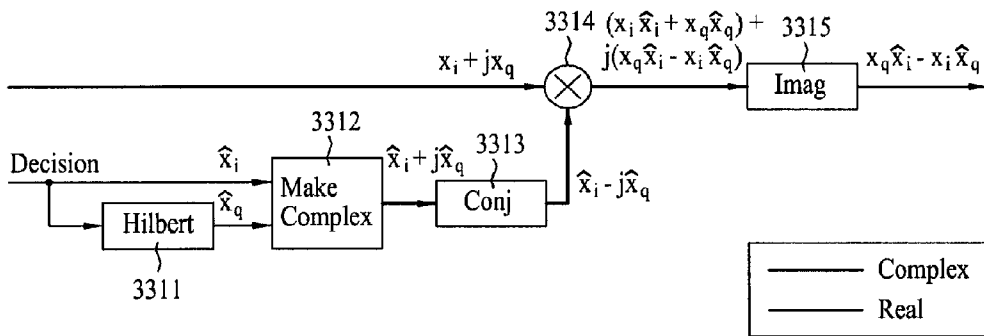 3314
(x_i x̂_i + x_q x̂_q) +
j(x_q x̂_i - x_i x̂_q)
3315
x_i + jx_q
Imag
x_q x̂_i - x_i x̂_q
3312
3313
Decision
x̂_i
x̂_i + jx̂_q
Make
Complex
Conj
x̂_i - jx̂_q
Hilbert
x̂_q
3311
Complex
Real